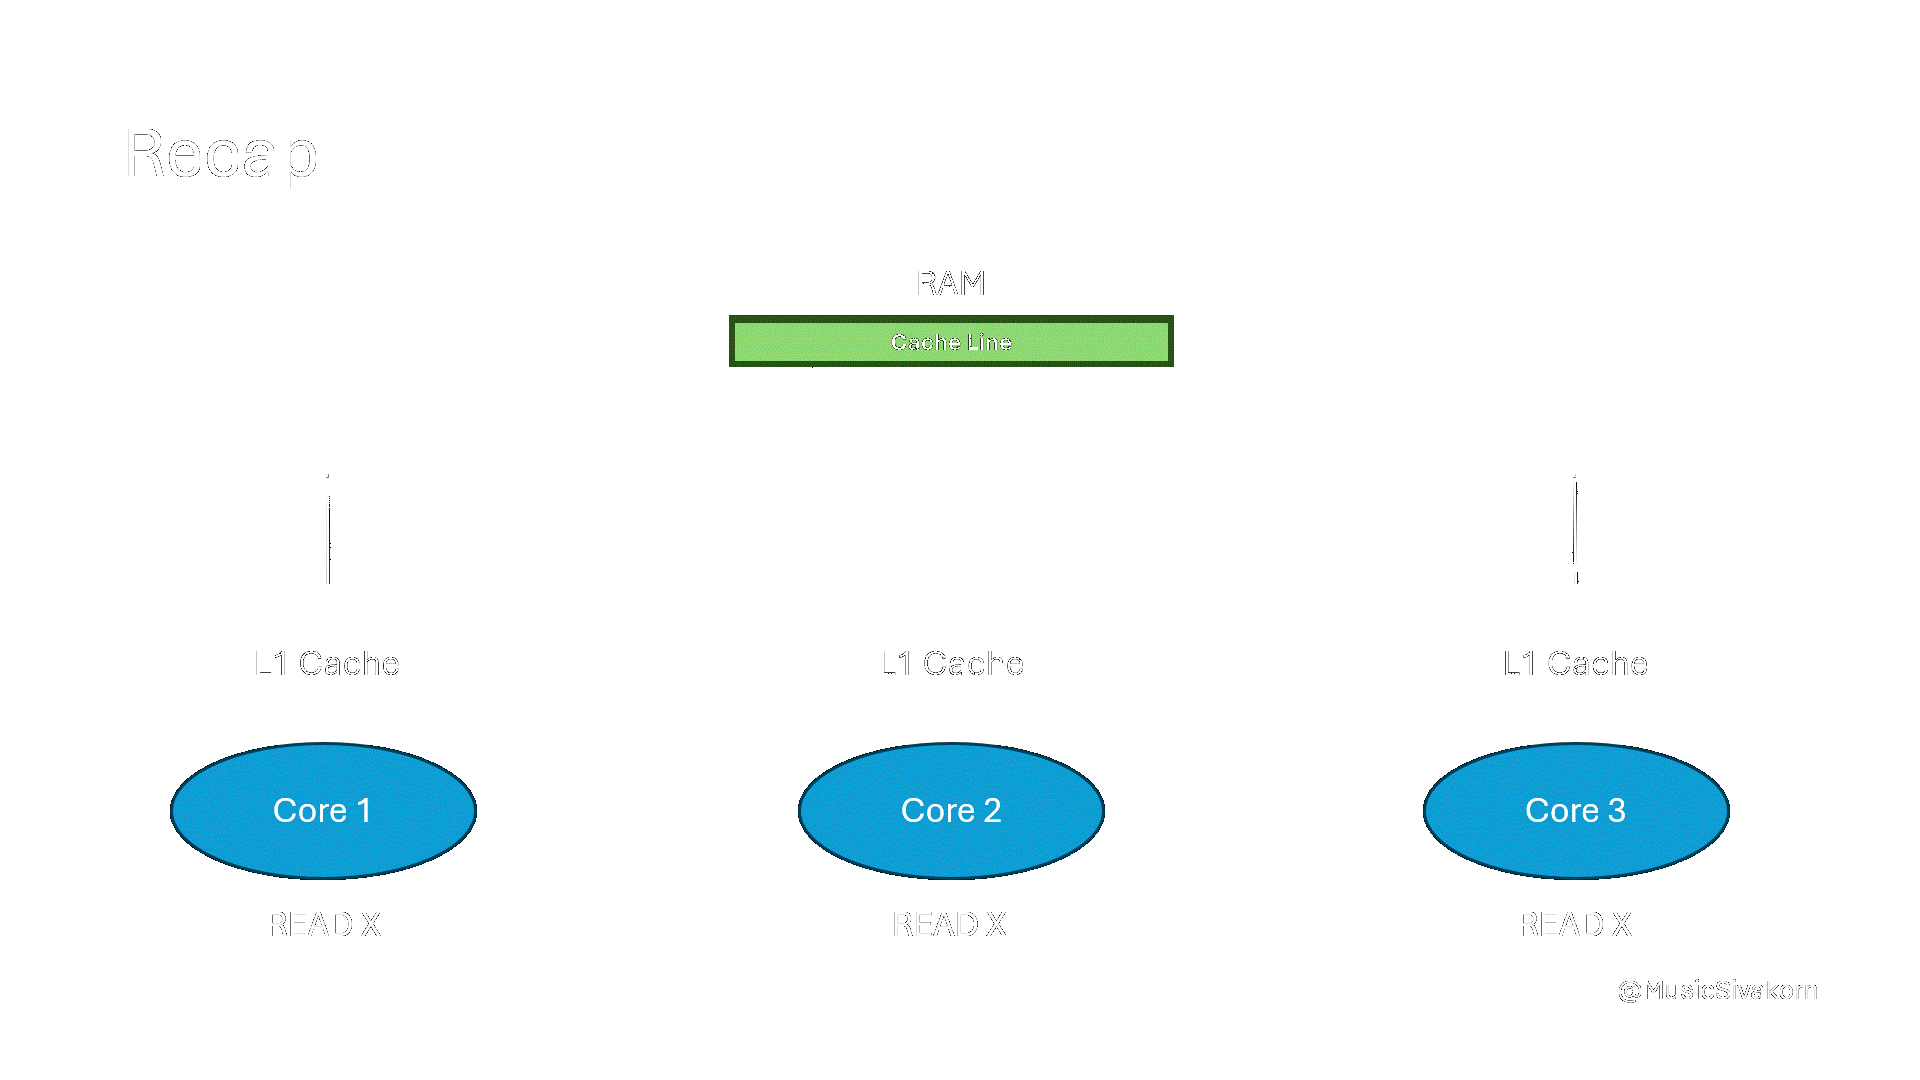 Recap
RAM
Cache Line
L1 Cache
L1 Cache
L1 Cache
Core 1
Core 2
Core 3
READ X
READ X
READ X
@MusicSivakorn